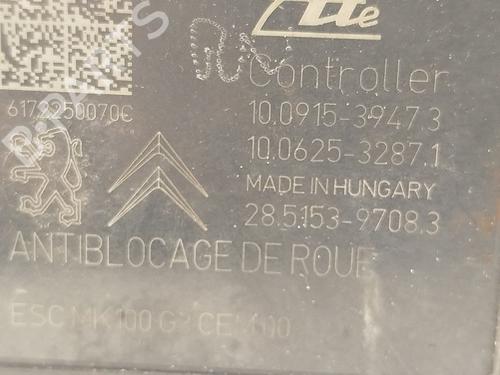 Ate
Controller
6172250070C
10.0915-3947.3
10.0625-3287.1
MADE IN HUNGARY
28.5153-9708.3
ANTIBLOCAGE DE ROUE
ESC MK100